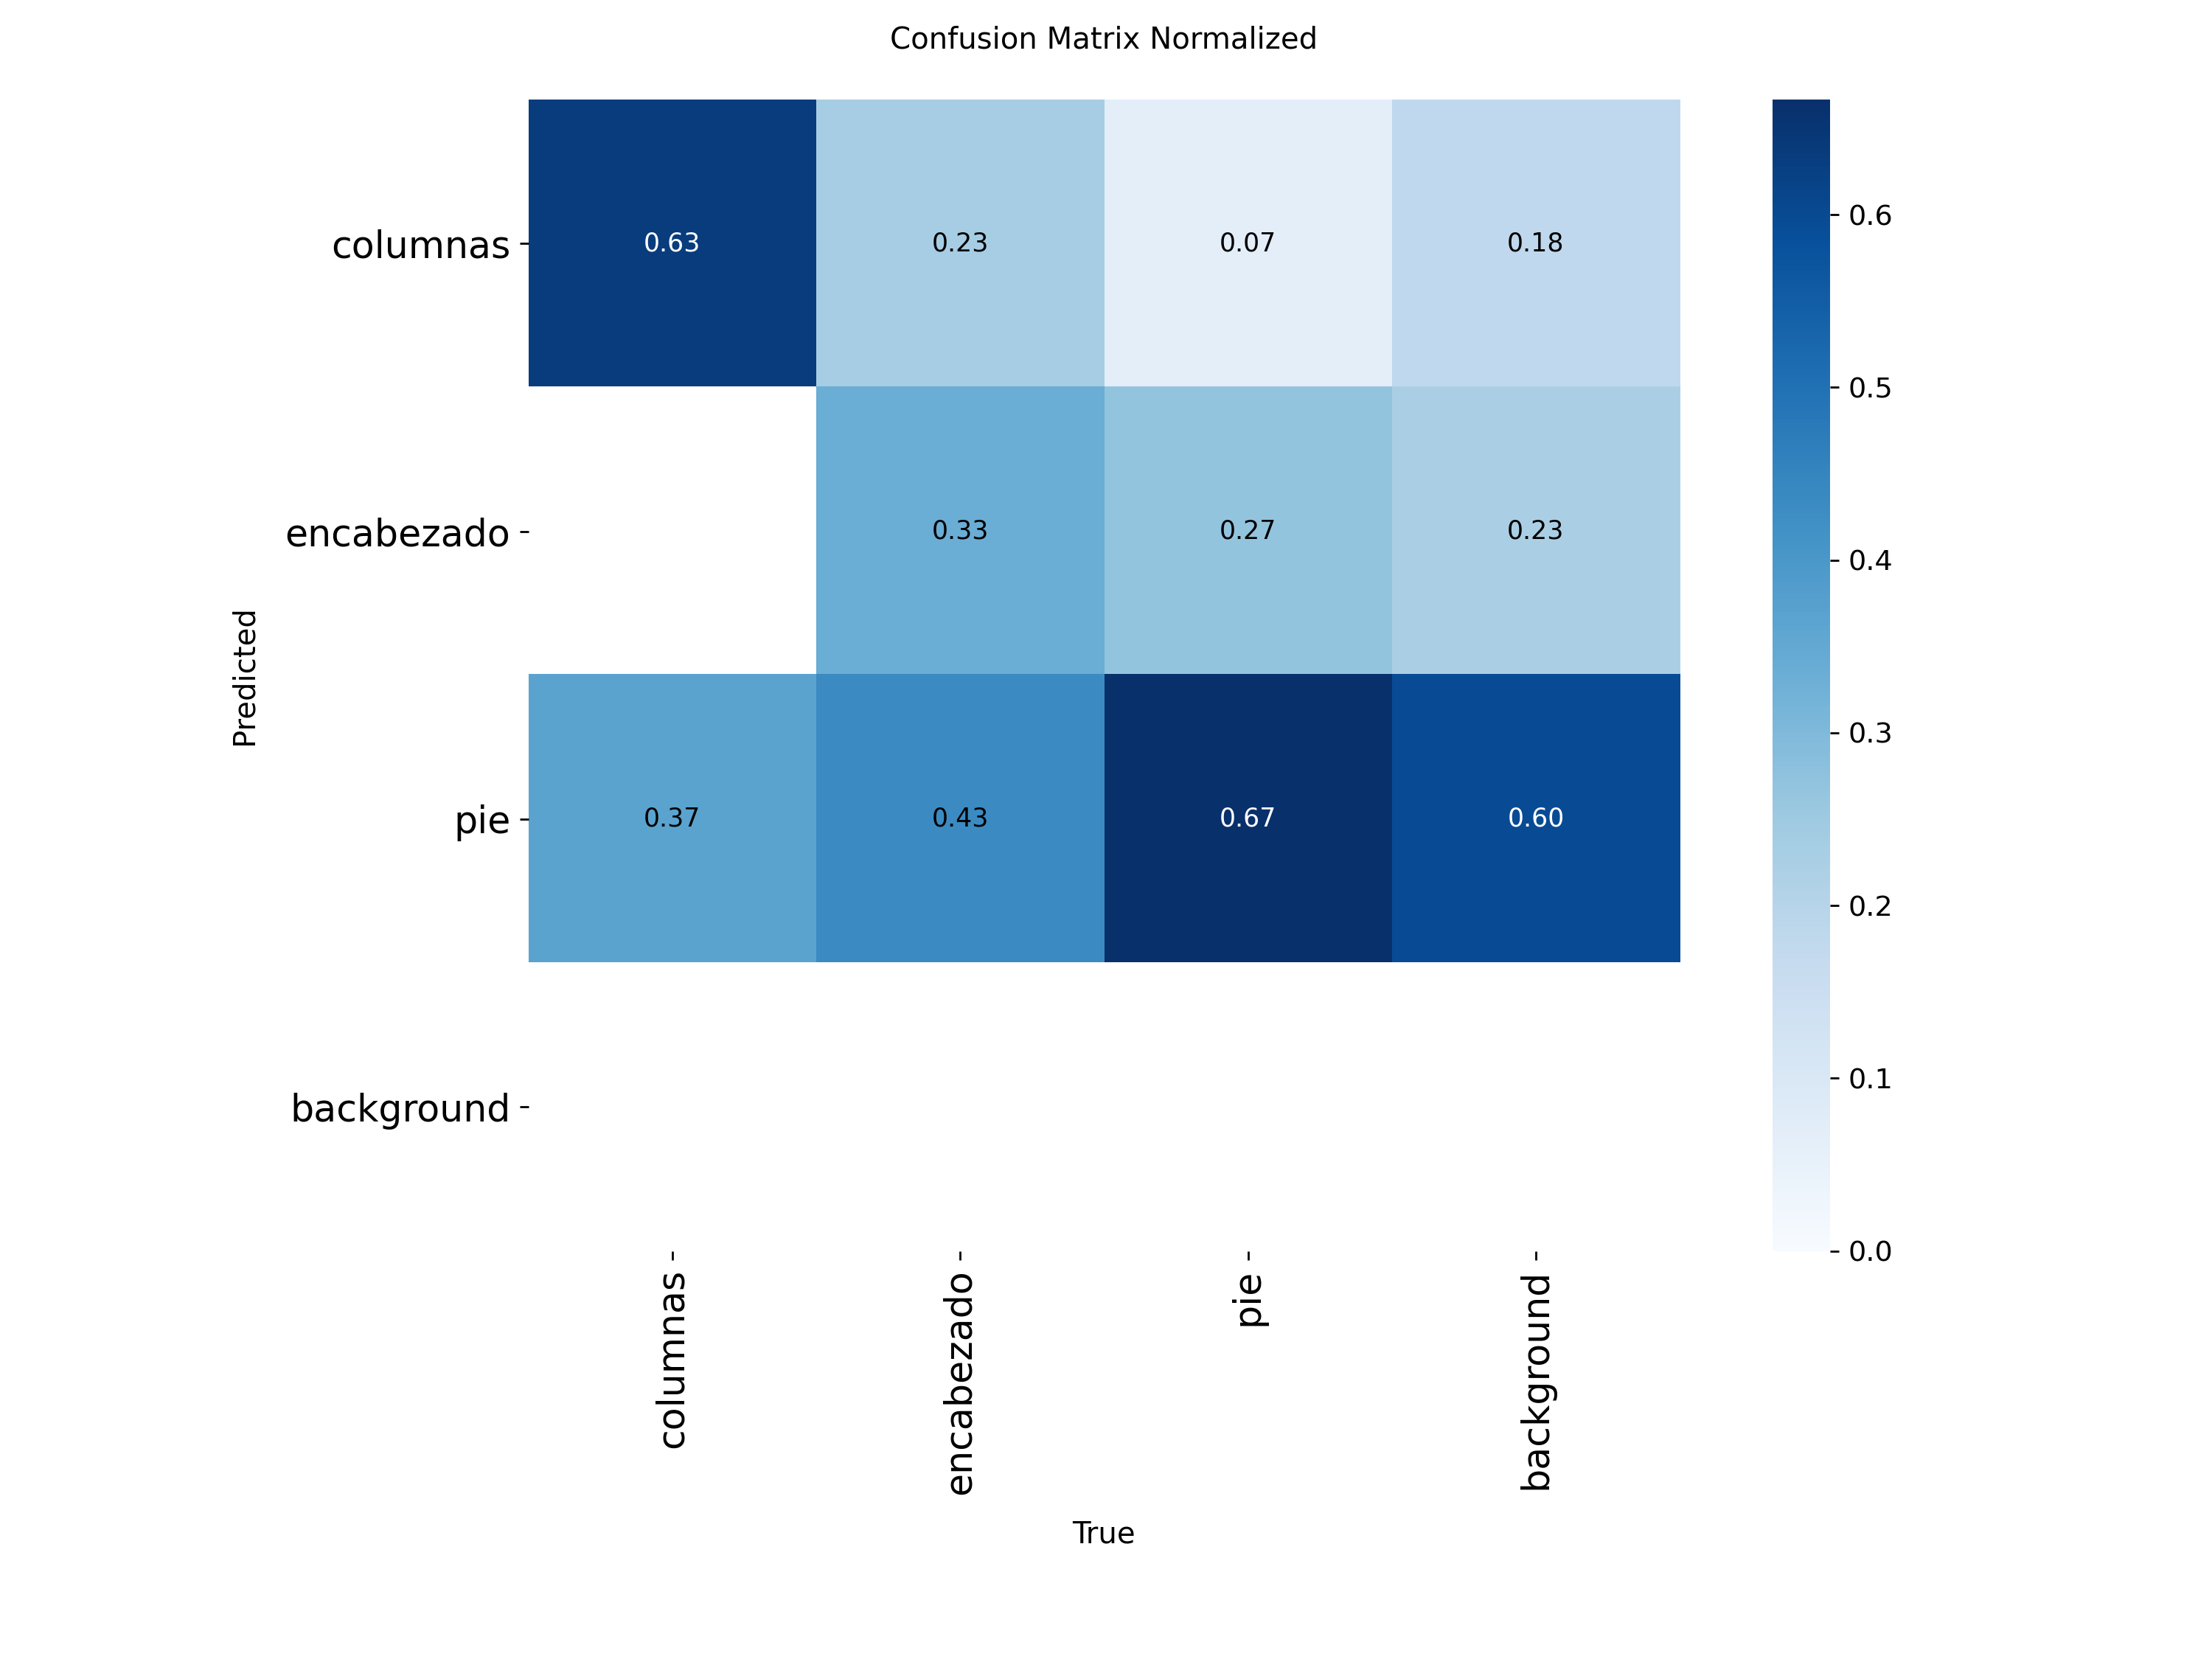 Confusion Matrix Normalized
columnas
0.63
0.23
0.07
0.18
0.6
0.5
encabezado
0.33
0.27
0.23
0.4
Predicted
0.3
pie
0.37
0.43
0.67
0.60
0.2
background
0.1
0.0
columnas
encabezado
pie
background
True